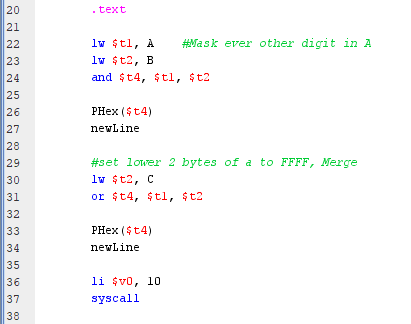 20 .text
21
22 lw $t1, A #Mask ever other digit in A
23 lw $t2, B
24 and $t4, $t1, $t2
25
26 PHex($t4)
27 newLine
28
29 #set lower 2 bytes of a to FFFF, Merge
30 lw $t2, C
31 or $t4, $t1, $t2
32
33 PHex($t4)
34 newLine
35
36 li $v0, 10
37 syscall
38